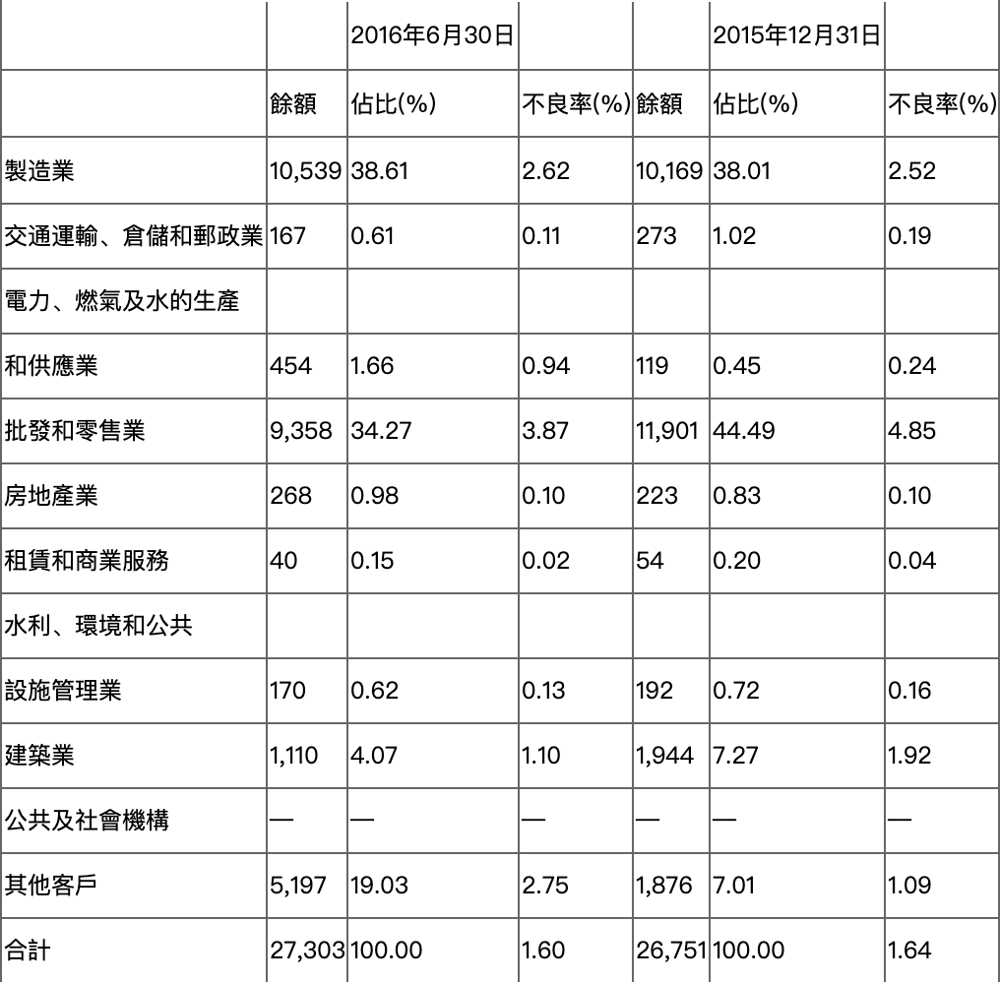 2016年6月30日 2015年12月31日
餘額 佔比(%) 不良率(%) 餘額 佔比(%) 不良率(%)
製造業 10,539 38.61 2.62 10,169 38.01 2.52
交通運輸、倉儲和郵政業 167 0.61 0.11 273 1.02 0.19
電力、燃氣及水的生產
和供應業 454 1.66 0.94 119 0.45 0.24
批發和零售業 9,358 34.27 3.87 11,901 44.49 4.85
房地產業 268 0.98 0.10 223 0.83 0.10
租賃和商業服務 40 0.15 0.02 54 0.20 0.04
水利、環境和公共
設施管理業 170 0.62 0.13 192 0.72 0.16
建築業 1,110 4.07 1.10 1,944 7.27 1.92
公共及社會機構 — — — — — —
其他客戶 5,197 19.03 2.75 1,876 7.01 1.09
合計 27,303 100.00 1.60 26,751 100.00 1.64